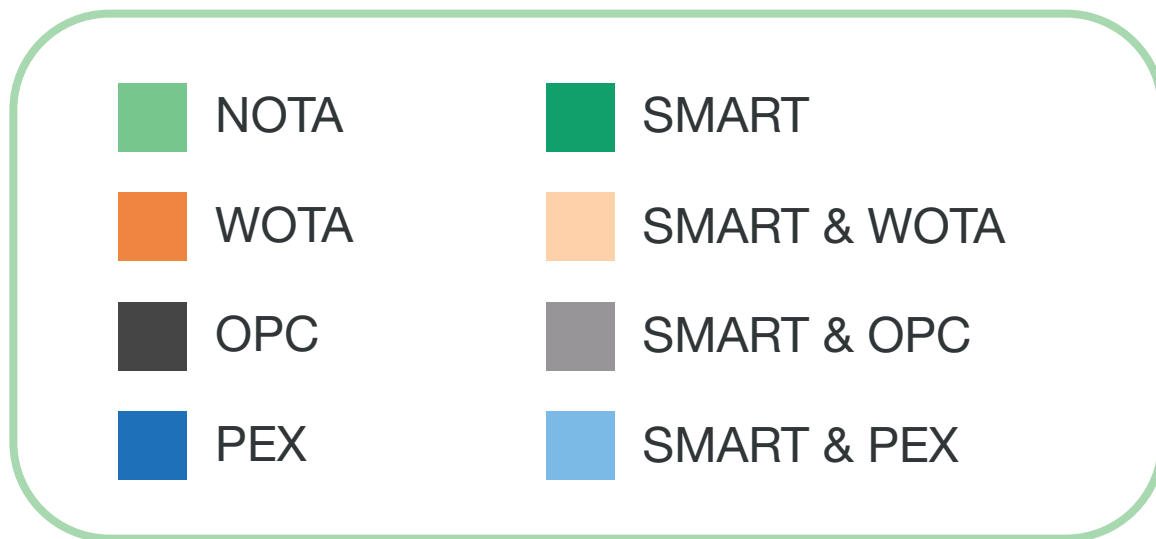 NOTA
WOTA
OPC
PEX
SMART
SMART & WOTA
SMART & OPC
SMART & PEX